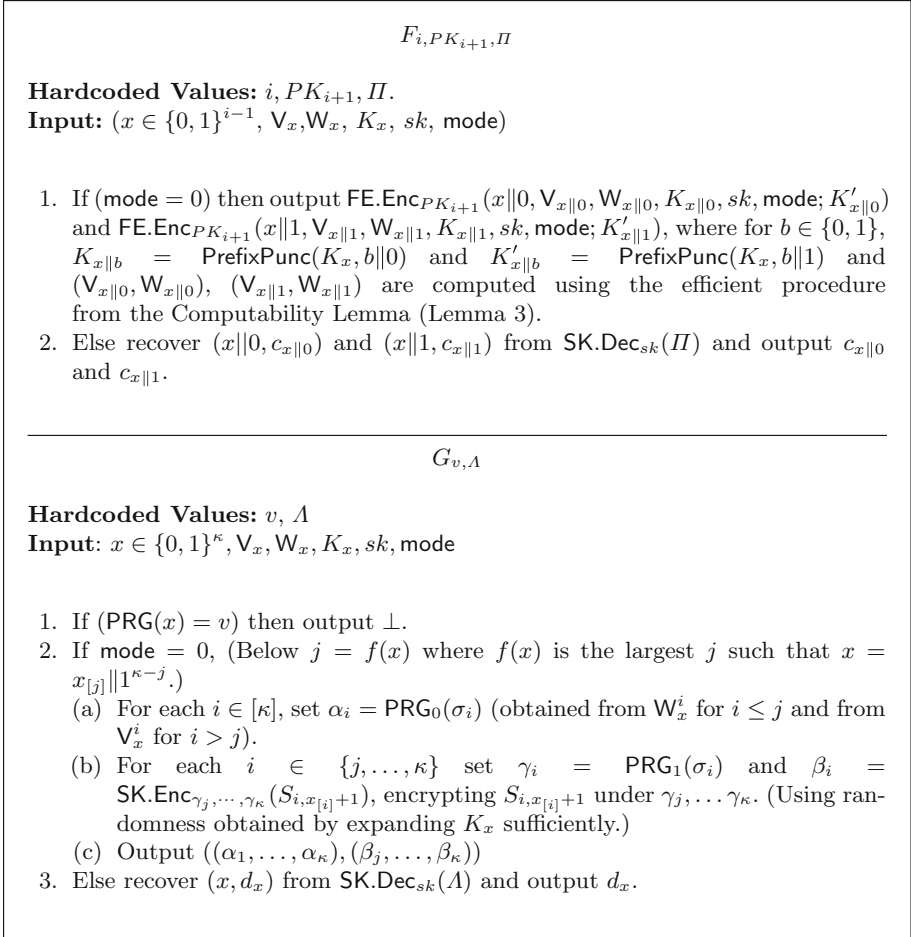 F_{i,PK_{i+1},Π}
Hardcoded Values: i, PK_{i+1}, Π.
Input: (x ∈ {0, 1}^{i−1}, V_x,W_x, K_x, sk, mode)
1. If (mode = 0) then output FE.Enc_{PK_{i+1}}(x‖0, V_{x‖0}, W_{x‖0}, K_{x‖0}, sk, mode; K′_{x‖0})
and FE.Enc_{PK_{i+1}}(x‖1, V_{x‖1}, W_{x‖1}, K_{x‖1}, sk, mode; K′_{x‖1}), where for b ∈ {0, 1},
K_{x‖b} = PrefixPunc(K_x, b‖0) and K′_{x‖b} = PrefixPunc(K_x, b‖1) and
(V_{x‖0}, W_{x‖0}), (V_{x‖1}, W_{x‖1}) are computed using the efficient procedure
from the Computability Lemma (Lemma 3).
2. Else recover (x||0, c_{x‖0}) and (x‖1, c_{x‖1}) from SK.Dec_{sk}(Π) and output c_{x‖0}
and c_{x‖1}.
G_{v,Λ}
Hardcoded Values: v, Λ
Input: x ∈ {0, 1}^κ, V_x, W_x, K_x, sk, mode
1. If (PRG(x) = v) then output ⊥.
2. If mode = 0, (Below j = f(x) where f(x) is the largest j such that x =
x_{[j]}‖1^{κ−j}.)
(a) For each i ∈ [κ], set α_i = PRG_0(σ_i) (obtained from W_x^i for i ≤ j and from
V_x^i for i > j).
(b) For each i ∈ {j, . . . , κ} set γ_i = PRG_1(σ_i) and β_i =
SK.Enc_{γ_j,··· ,γ_κ}(S_{i,x_{[i]}+1}), encrypting S_{i,x_{[i]}+1} under γ_j, . . . γ_κ. (Using ran-
domness obtained by expanding K_x sufficiently.)
(c) Output ((α_1, . . . , α_κ), (β_j, . . . , β_κ))
3. Else recover (x, d_x) from SK.Dec_{sk}(Λ) and output d_x.